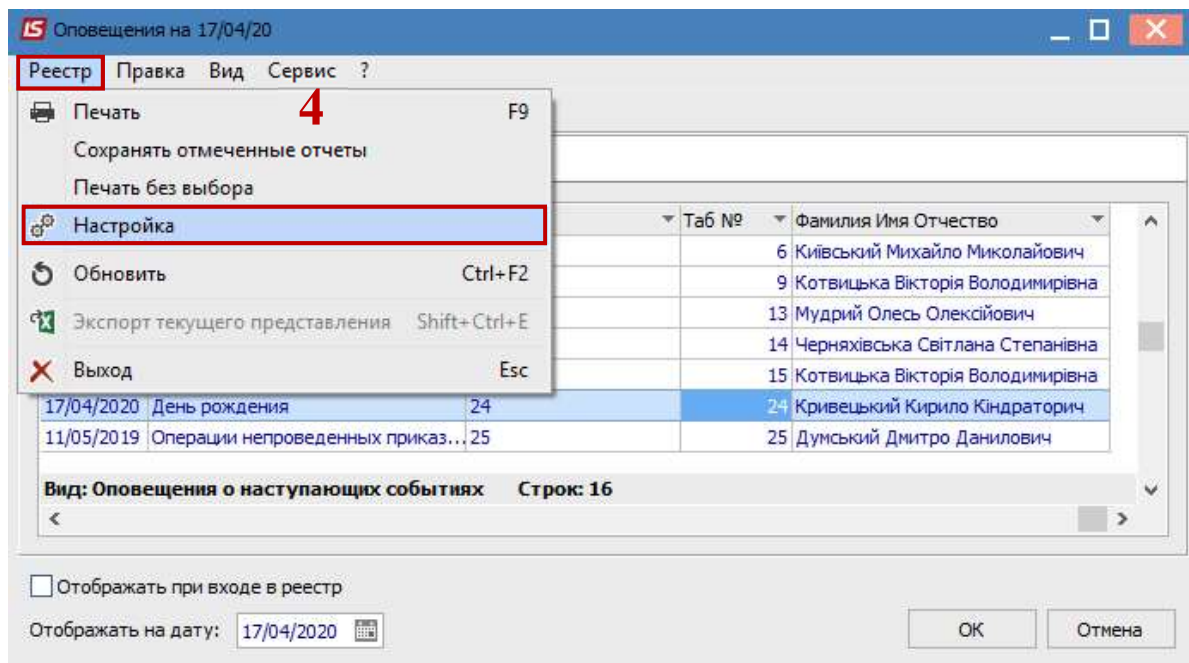 IS Оповещения на 17/04/20
Реестр Правка Вид Сервис ?
4
Печать F9
Сохранять отмеченные отчеты
Печать без выбора
Настройка
Обновить Ctrl+F2
Экспорт текущего представления Shift+Ctrl+E
Выход Esc
Таб № Фамилия Имя Отчество
6 Київський Михайло Миколайович
9 Котвицька Вікторія Володимирівна
13 Мудрий Олесь Олексійович
14 Черняхівська Світлана Степанівна
15 Котвицька Вікторія Володимирівна
17/04/2020 День рождения 24 24 Кривецький Кирило Кіндраторич
11/05/2019 Операции непроведенных приказ... 25 25 Думський Дмитро Данилович
Вид: Оповещения о наступающих событиях Строк: 16
Отображать при входе в реестр
Отображать на дату: 17/04/2020 OK Отмена